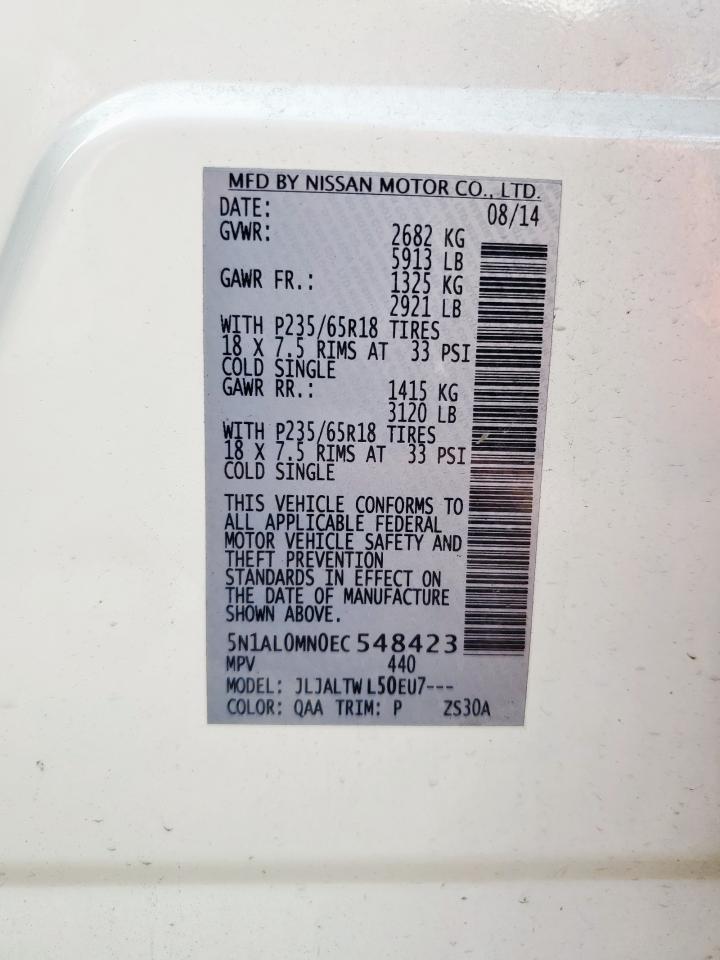 MFD BY NISSAN MOTOR CO., LTD.
DATE: 08/14
GVWR: 2682 KG
5913 LB
GAWR FR.: 1325 KG
2921 LB
WITH P235/65R18 TIRES
18 X 7.5 RIMS AT 33 PSI
COLD SINGLE
GAWR RR.: 1415 KG
3120 LB
WITH P235/65R18 TIRES
18 X 7.5 RIMS AT 33 PSI
COLD SINGLE
THIS VEHICLE CONFORMS TO
ALL APPLICABLE FEDERAL
MOTOR VEHICLE SAFETY AND
THEFT PREVENTION
STANDARDS IN EFFECT ON
THE DATE OF MANUFACTURE
SHOWN ABOVE.
5N1AL0MN0EC548423
MPV 440
MODEL: JLJALTWL50EU7---
COLOR: QAA TRIM: P ZS30A